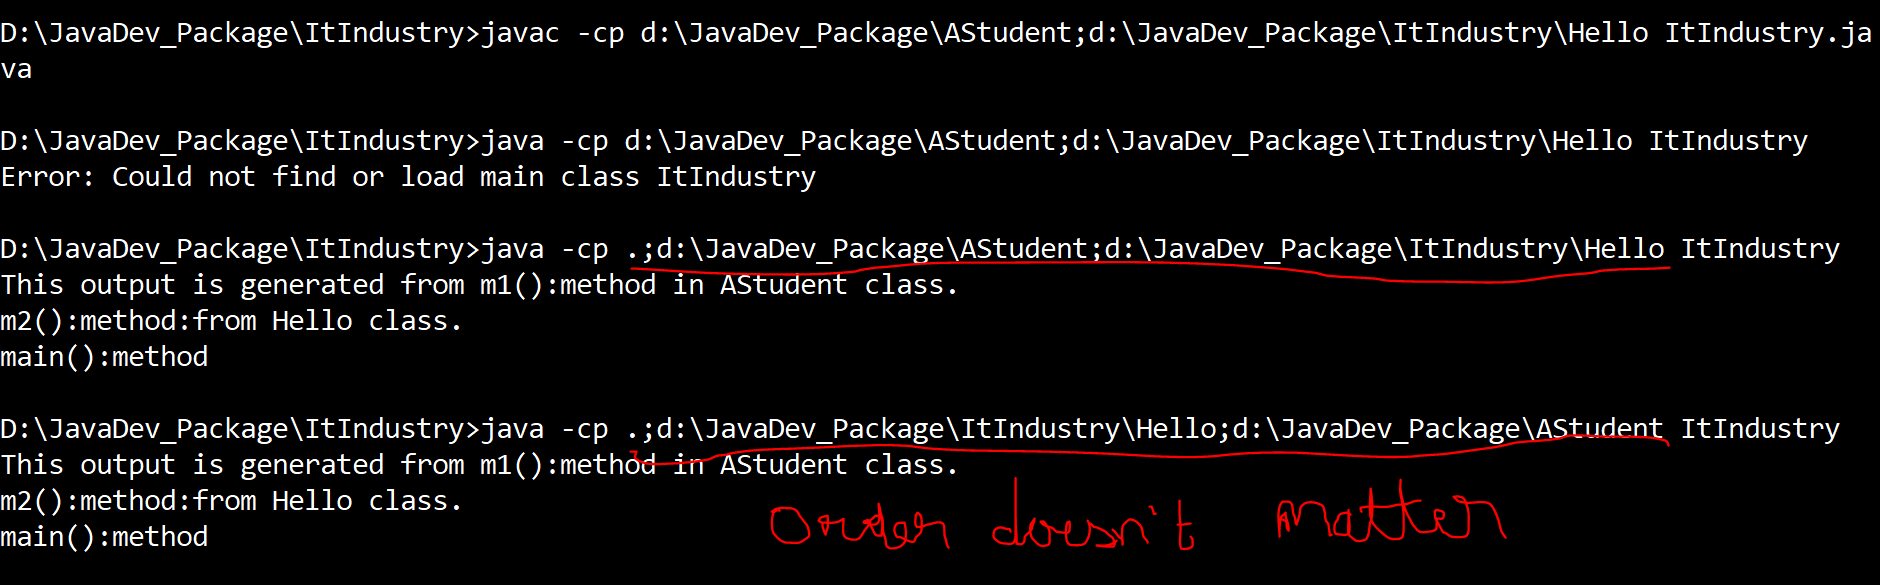 D:\JavaDev_Package\ItIndustry>javac -cp d:\JavaDev_Package\AStudent;d:\JavaDev_Package\ItIndustry\Hello ItIndustry.ja
va
D:\JavaDev_Package\ItIndustry>java -cp d:\JavaDev_Package\AStudent;d:\JavaDev_Package\ItIndustry\Hello ItIndustry
Error: Could not find or load main class ItIndustry
D:\JavaDev_Package\ItIndustry>java -cp .;d:\JavaDev_Package\AStudent;d:\JavaDev_Package\ItIndustry\Hello ItIndustry
This output is generated from m1():method in AStudent class.
m2():method:from Hello class.
main():method
D:\JavaDev_Package\ItIndustry>java -cp .;d:\JavaDev_Package\ItIndustry\Hello;d:\JavaDev_Package\AStudent ItIndustry
This output is generated from m1():method in AStudent class.
m2():method:from Hello class.
main():method
Order doesn't matter